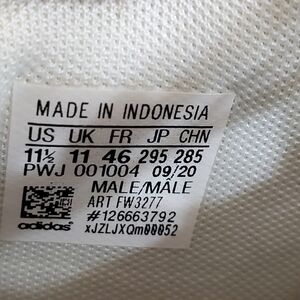 MADE IN INDONESIA
US UK FR JP CHN
11½ 11 46 295 285
PWJ 001004 09/20
MALE/MÂLE
ART FW3277
#126663792
adidas® xJZLJXQm00052